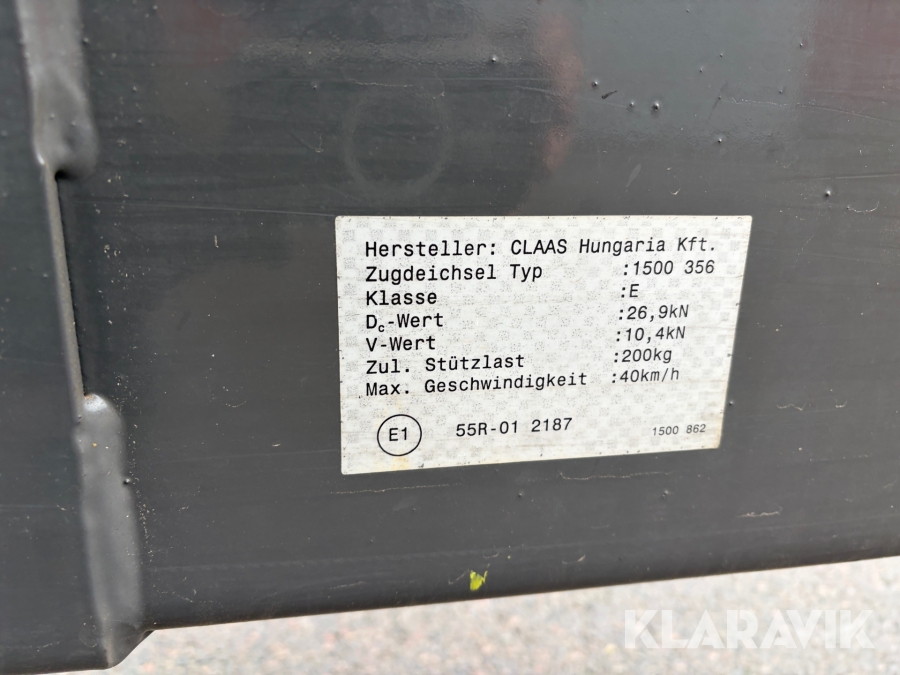 Hersteller: CLAAS Hungaria Kft.
Zugdeichsel Typ :1500 356
Klasse :E
Dc-Wert :26,9kN
V-Wert :10,4kN
Zul. Stützlast :200kg
Max. Geschwindigkeit :40km/h
E1 55R-01 2187 1500 862
KLARAVIK